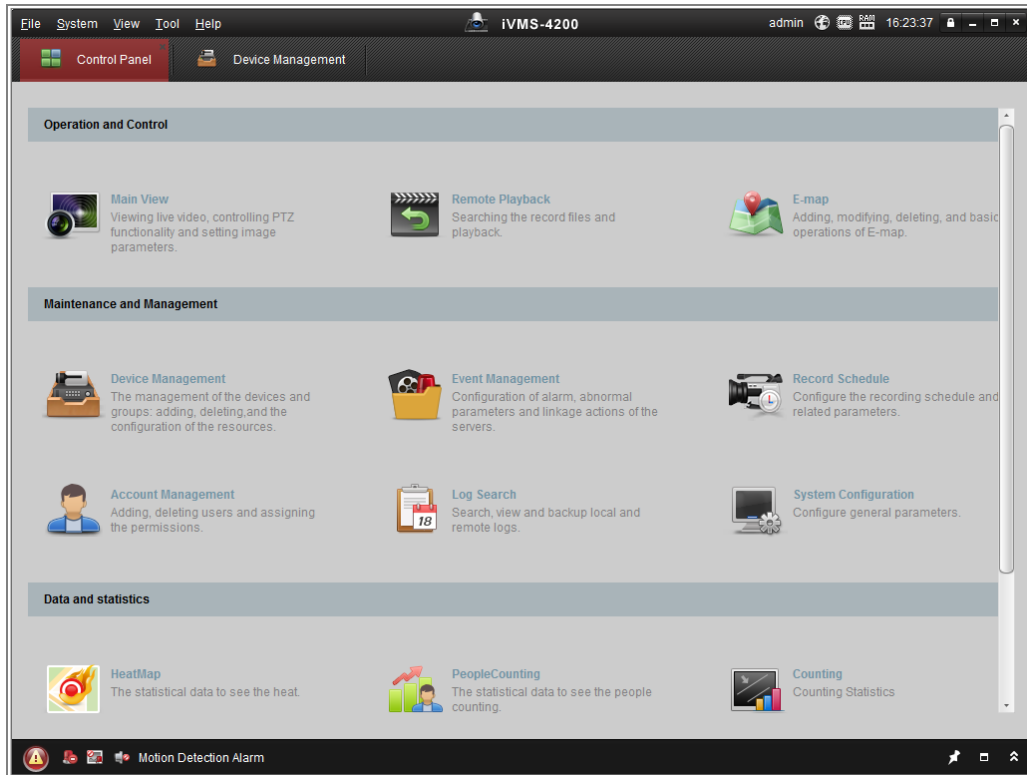 File System View Tool Help iVMS-4200 admin CPU RAM 16:23:37
Control Panel Device Management
Operation and Control
Main View
Viewing live video, controlling PTZ
functionality and setting image
parameters.
Remote Playback
Searching the record files and
playback.
E-map
Adding, modifying, deleting, and basic
operations of E-map.
Maintenance and Management
Device Management
The management of the devices and
groups: adding, deleting,and the
configuration of the resources.
Event Management
Configuration of alarm, abnormal
parameters and linkage actions of the
servers.
Record Schedule
Configure the recording schedule and
related parameters.
Account Management
Adding, deleting users and assigning
the permissions.
18
Log Search
Search, view and backup local and
remote logs.
System Configuration
Configure general parameters.
Data and statistics
HeatMap
The statistical data to see the heat.
PeopleCounting
The statistical data to see the people
counting.
Counting
Counting Statistics
Motion Detection Alarm